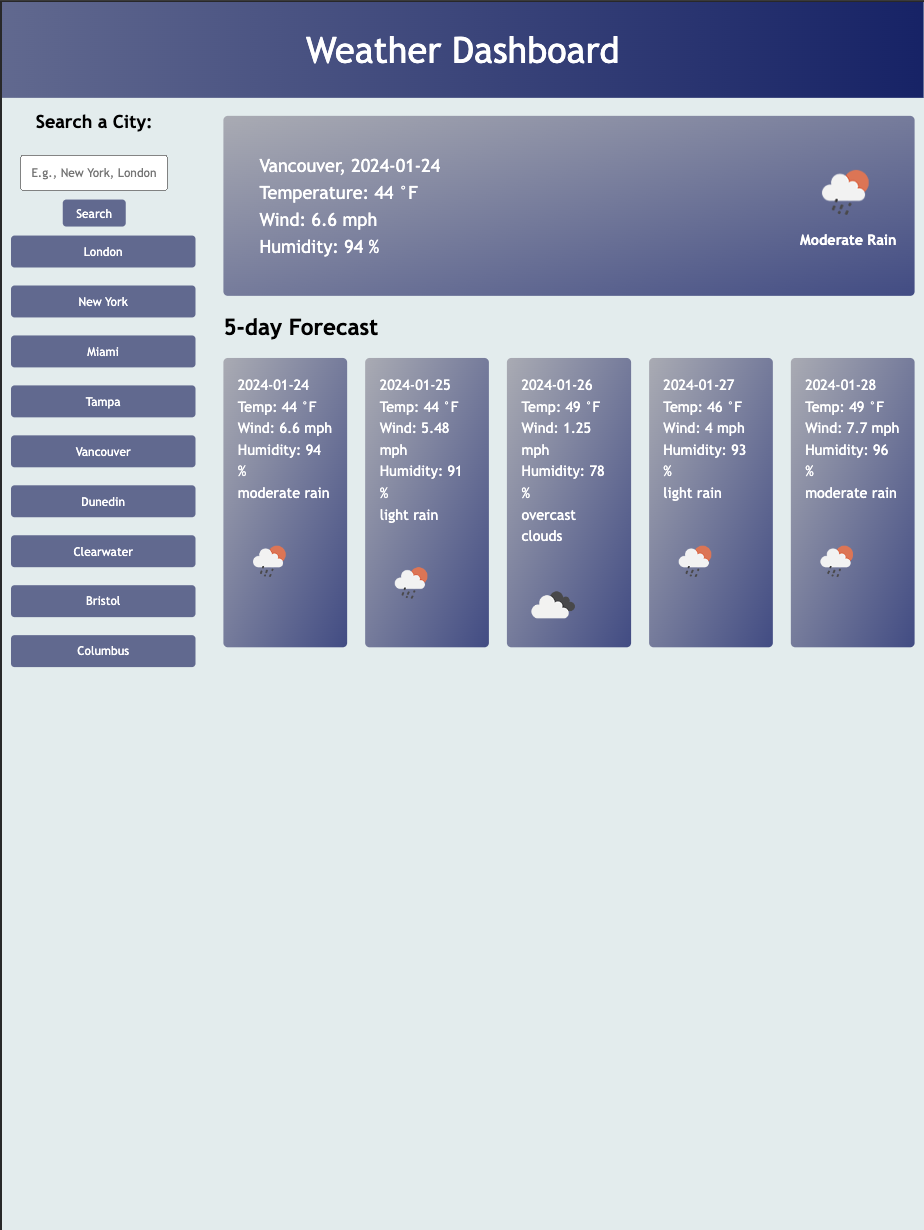 Weather Dashboard
Search a City:
E.g., New York, London
Search
London
New York
Miami
Tampa
Vancouver
Dunedin
Clearwater
Bristol
Columbus
Vancouver, 2024-01-24
Temperature: 44 °F
Wind: 6.6 mph
Humidity: 94 %
Moderate Rain
5-day Forecast
2024-01-24
Temp: 44 °F
Wind: 6.6 mph
Humidity: 94
%
moderate rain
2024-01-25
Temp: 44 °F
Wind: 5.48
mph
Humidity: 91
%
light rain
2024-01-26
Temp: 49 °F
Wind: 1.25
mph
Humidity: 78
%
overcast
clouds
2024-01-27
Temp: 46 °F
Wind: 4 mph
Humidity: 93
%
light rain
2024-01-28
Temp: 49 °F
Wind: 7.7 mph
Humidity: 96
%
moderate rain